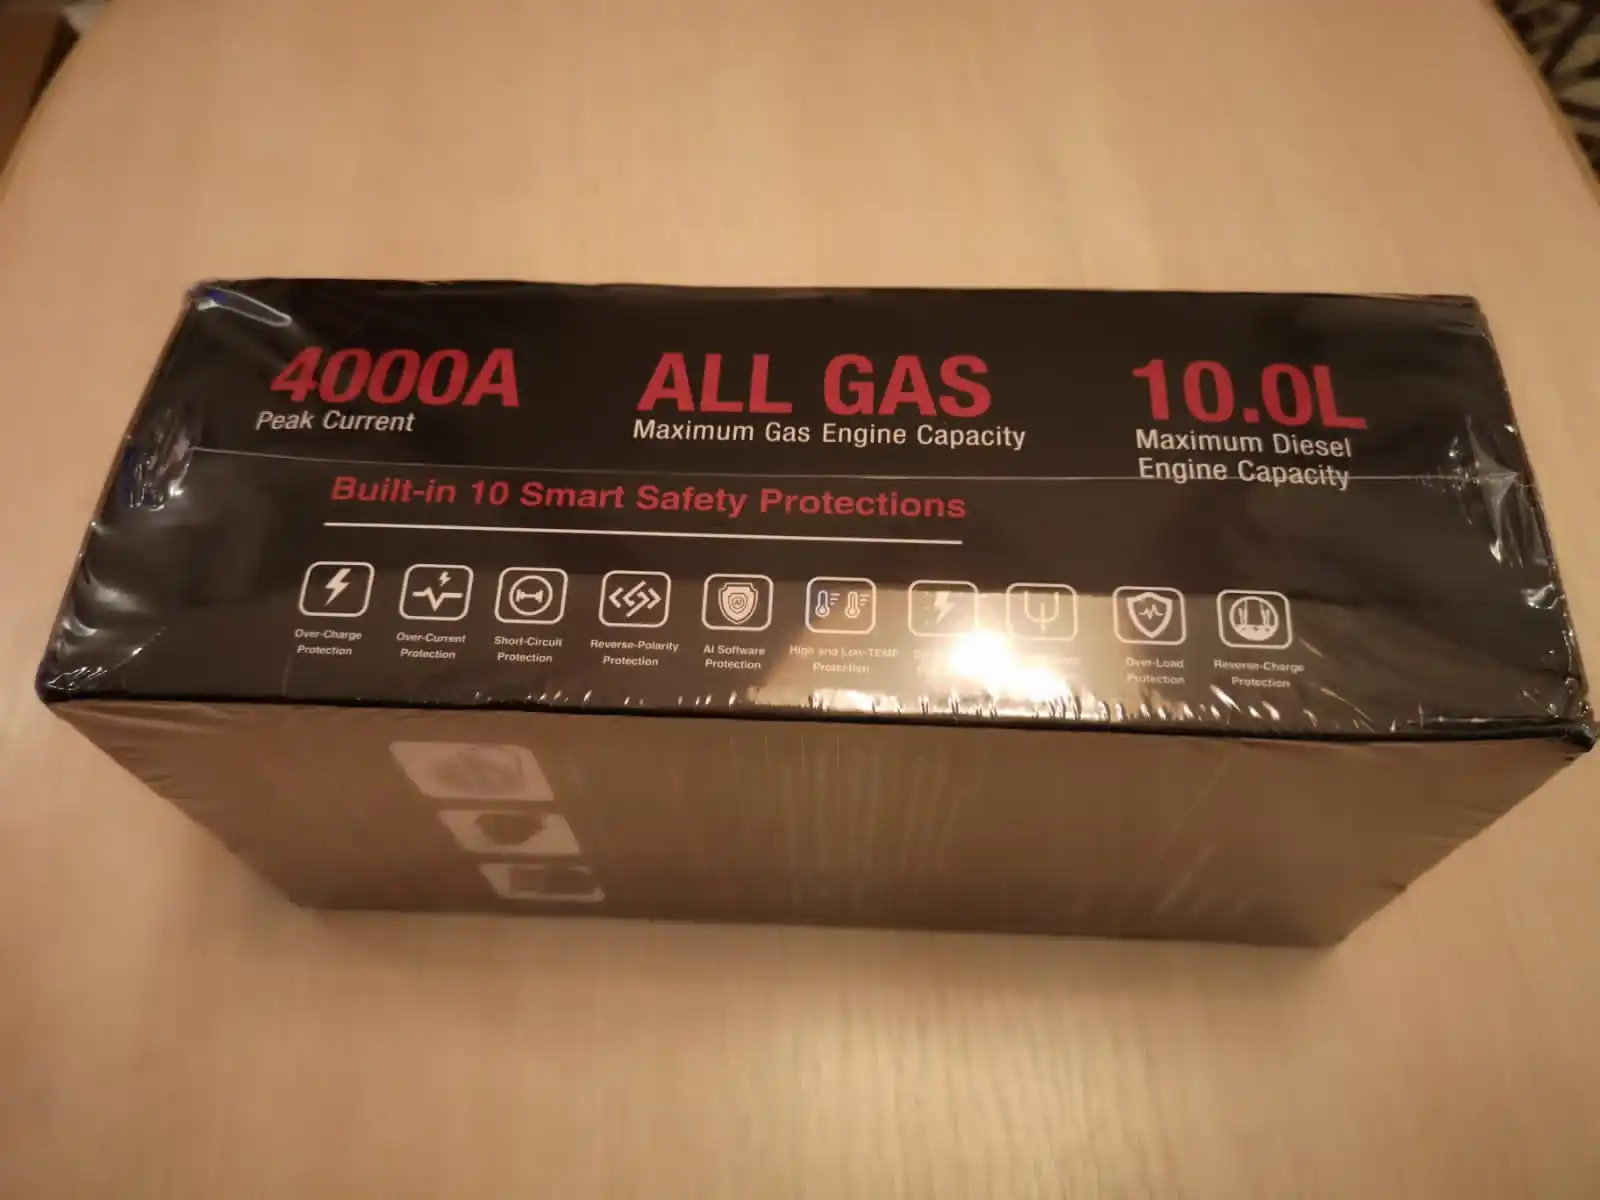 4000A
Peak Current
ALL GAS
Maximum Gas Engine Capacity
10.0L
Maximum Diesel
Engine Capacity
Built-in 10 Smart Safety Protections
Over-Charge
Protection
Over-Current
Protection
Short-Circuit
Protection
Reverse-Polarity
Protection
AI
AI Software
Protection
High and Low-TEMP
Protection
Over-Load
Protection
Reverse-Charge
Protection